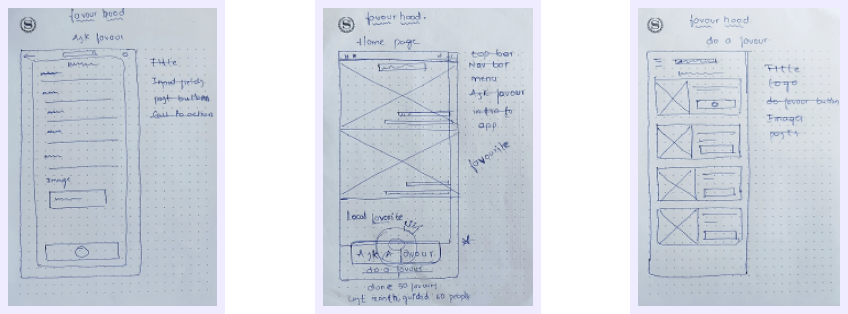 favour hood
Ask favour
Title
Input fields
post button
Call to action
Image
favour hood.
Home page
top bar
Nav bar
menu
Ask favour
intro to
app
favourite
Local favorite
Ask a favour
do a favour
done 50 favours
last month, guided 60 people
favour hood
do a favour
Title
Logo
do favour button
Images
posts